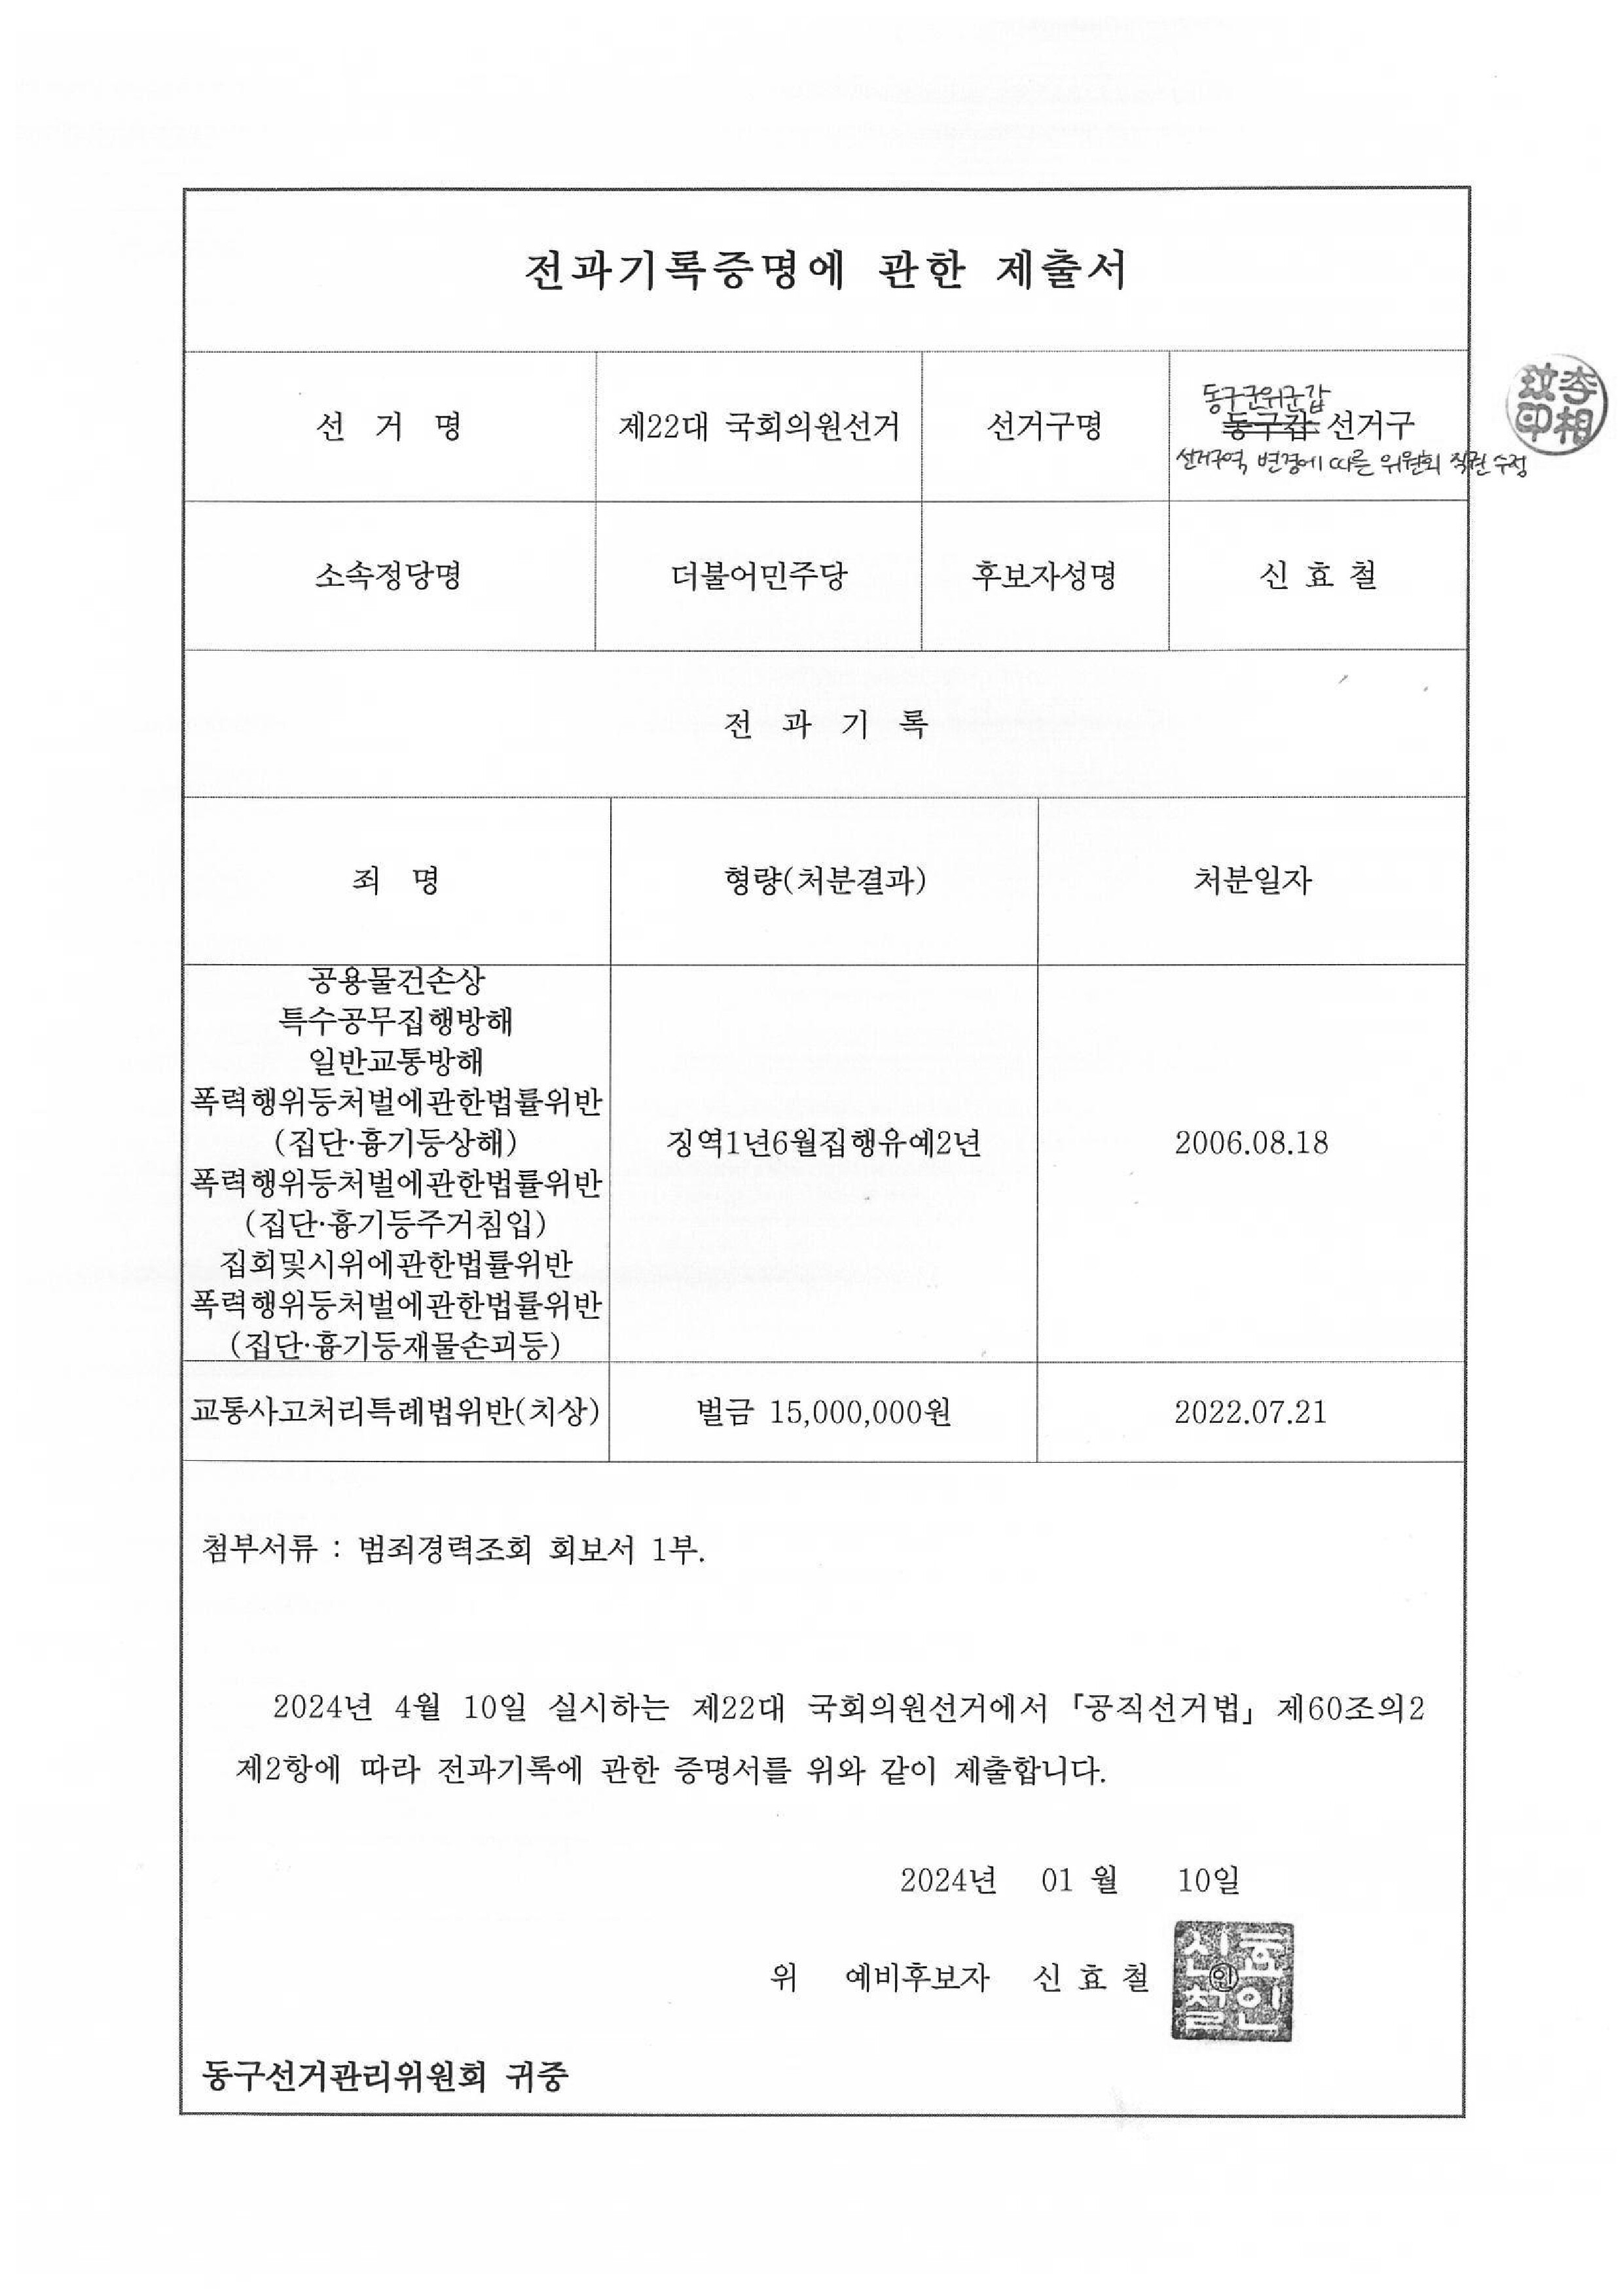 전과기록증명에 관한 제출서
선 거 명 제22대 국회의원선거 선거구명 동구갑 선거구
동구군위군갑
선거구역 변경에 따른 위원회 직권 수정
李相
印
소속정당명 더불어민주당 후보자성명 신 효 철
전 과 기 록
죄 명 형량(처분결과) 처분일자
공용물건손상
특수공무집행방해
일반교통방해
폭력행위등처벌에관한법률위반
(집단·흉기등상해)
폭력행위등처벌에관한법률위반
(집단·흉기등주거침입)
집회및시위에관한법률위반
폭력행위등처벌에관한법률위반
(집단·흉기등재물손괴등)
징역1년6월집행유예2년
2006.08.18
교통사고처리특례법위반(치상) 벌금 15,000,000원 2022.07.21
첨부서류 : 범죄경력조회 회보서 1부.
2024년 4월 10일 실시하는 제22대 국회의원선거에서 「공직선거법」 제60조의2
제2항에 따라 전과기록에 관한 증명서를 위와 같이 제출합니다.
2024년 01 월 10일
위 예비후보자 신 효 철 ㊞
신효
철인
동구선거관리위원회 귀중